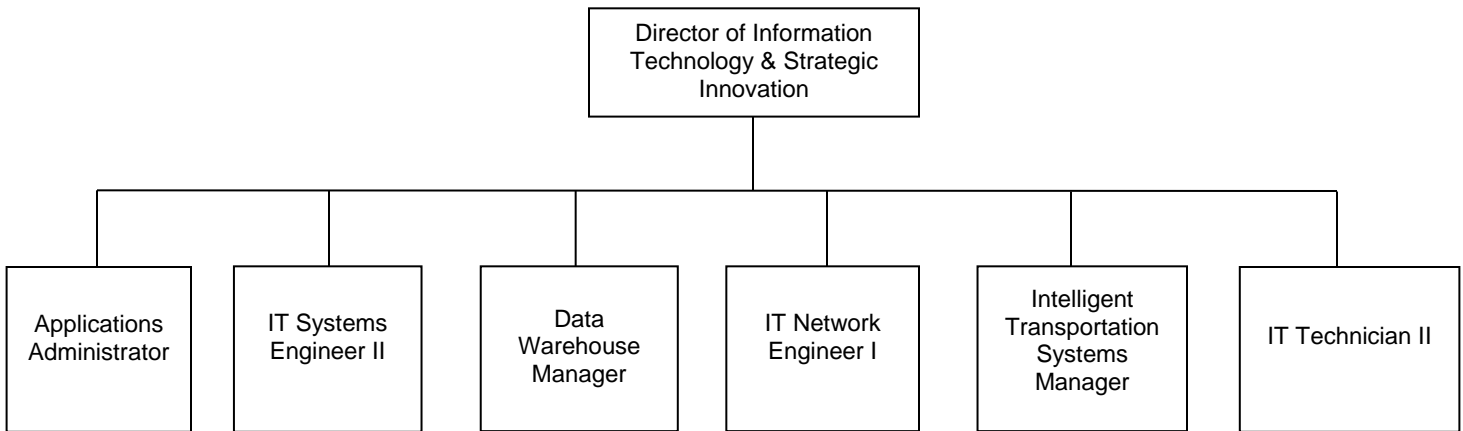 Director of Information
Technology & Strategic
Innovation
Applications
Administrator
IT Systems
Engineer II
Data
Warehouse
Manager
IT Network
Engineer I
Intelligent
Transportation
Systems
Manager
IT Technician II